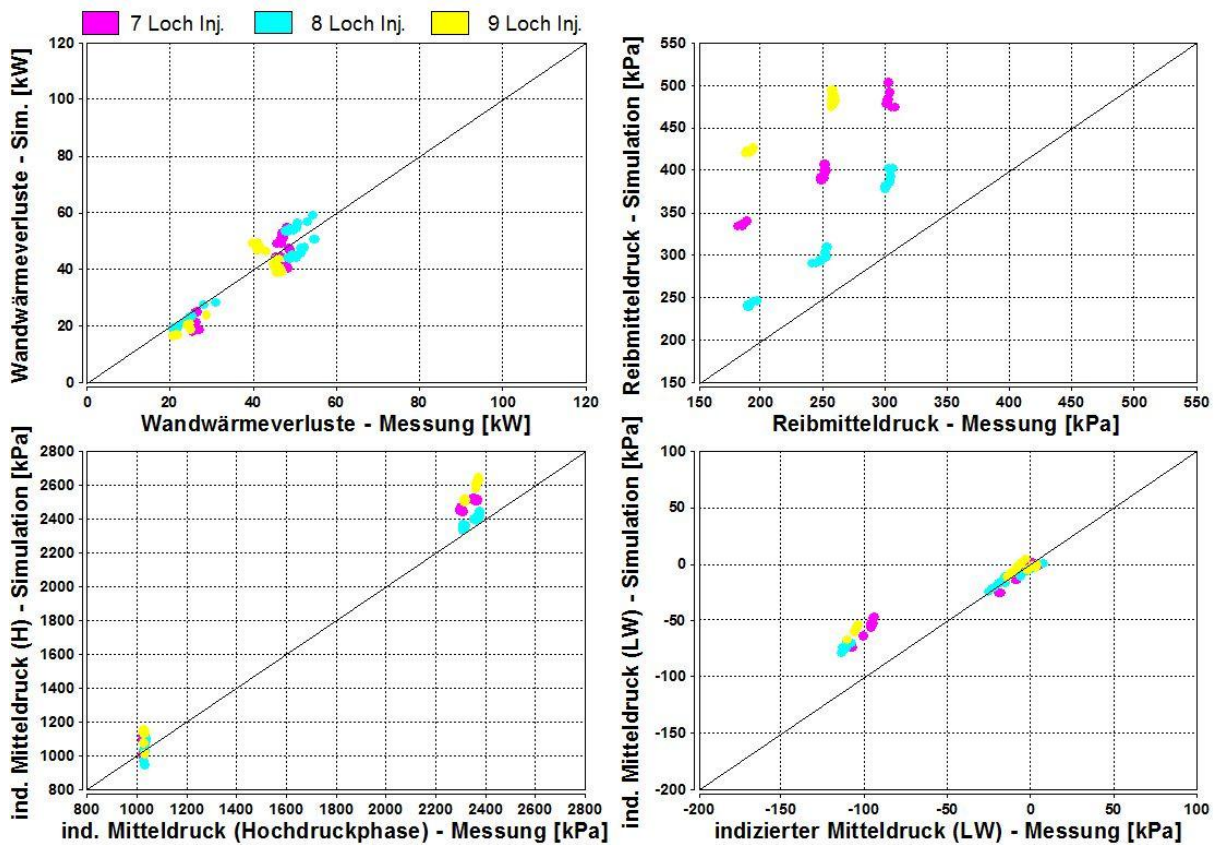 7 Loch Inj. 8 Loch Inj. 9 Loch Inj.
Wandwärmeverluste - Sim. [kW]
120
100
80
60
40
20
0
0 20 40 60 80 100 120
Wandwärmeverluste - Messung [kW]
Reibmitteldruck - Simulation [kPa]
550
500
450
400
350
300
250
200
150
150 200 250 300 350 400 450 500 550
Reibmitteldruck - Messung [kPa]
ind. Mitteldruck (H) - Simulation [kPa]
2800
2600
2400
2200
2000
1800
1600
1400
1200
1000
800
800 1000 1200 1400 1600 1800 2000 2200 2400 2600 2800
ind. Mitteldruck (Hochdruckphase) - Messung [kPa]
ind. Mitteldruck (LW) - Simulation [kPa]
100
50
0
-50
-100
-150
-200
-200 -150 -100 -50 0 50 100
indizierter Mitteldruck (LW) - Messung [kPa]